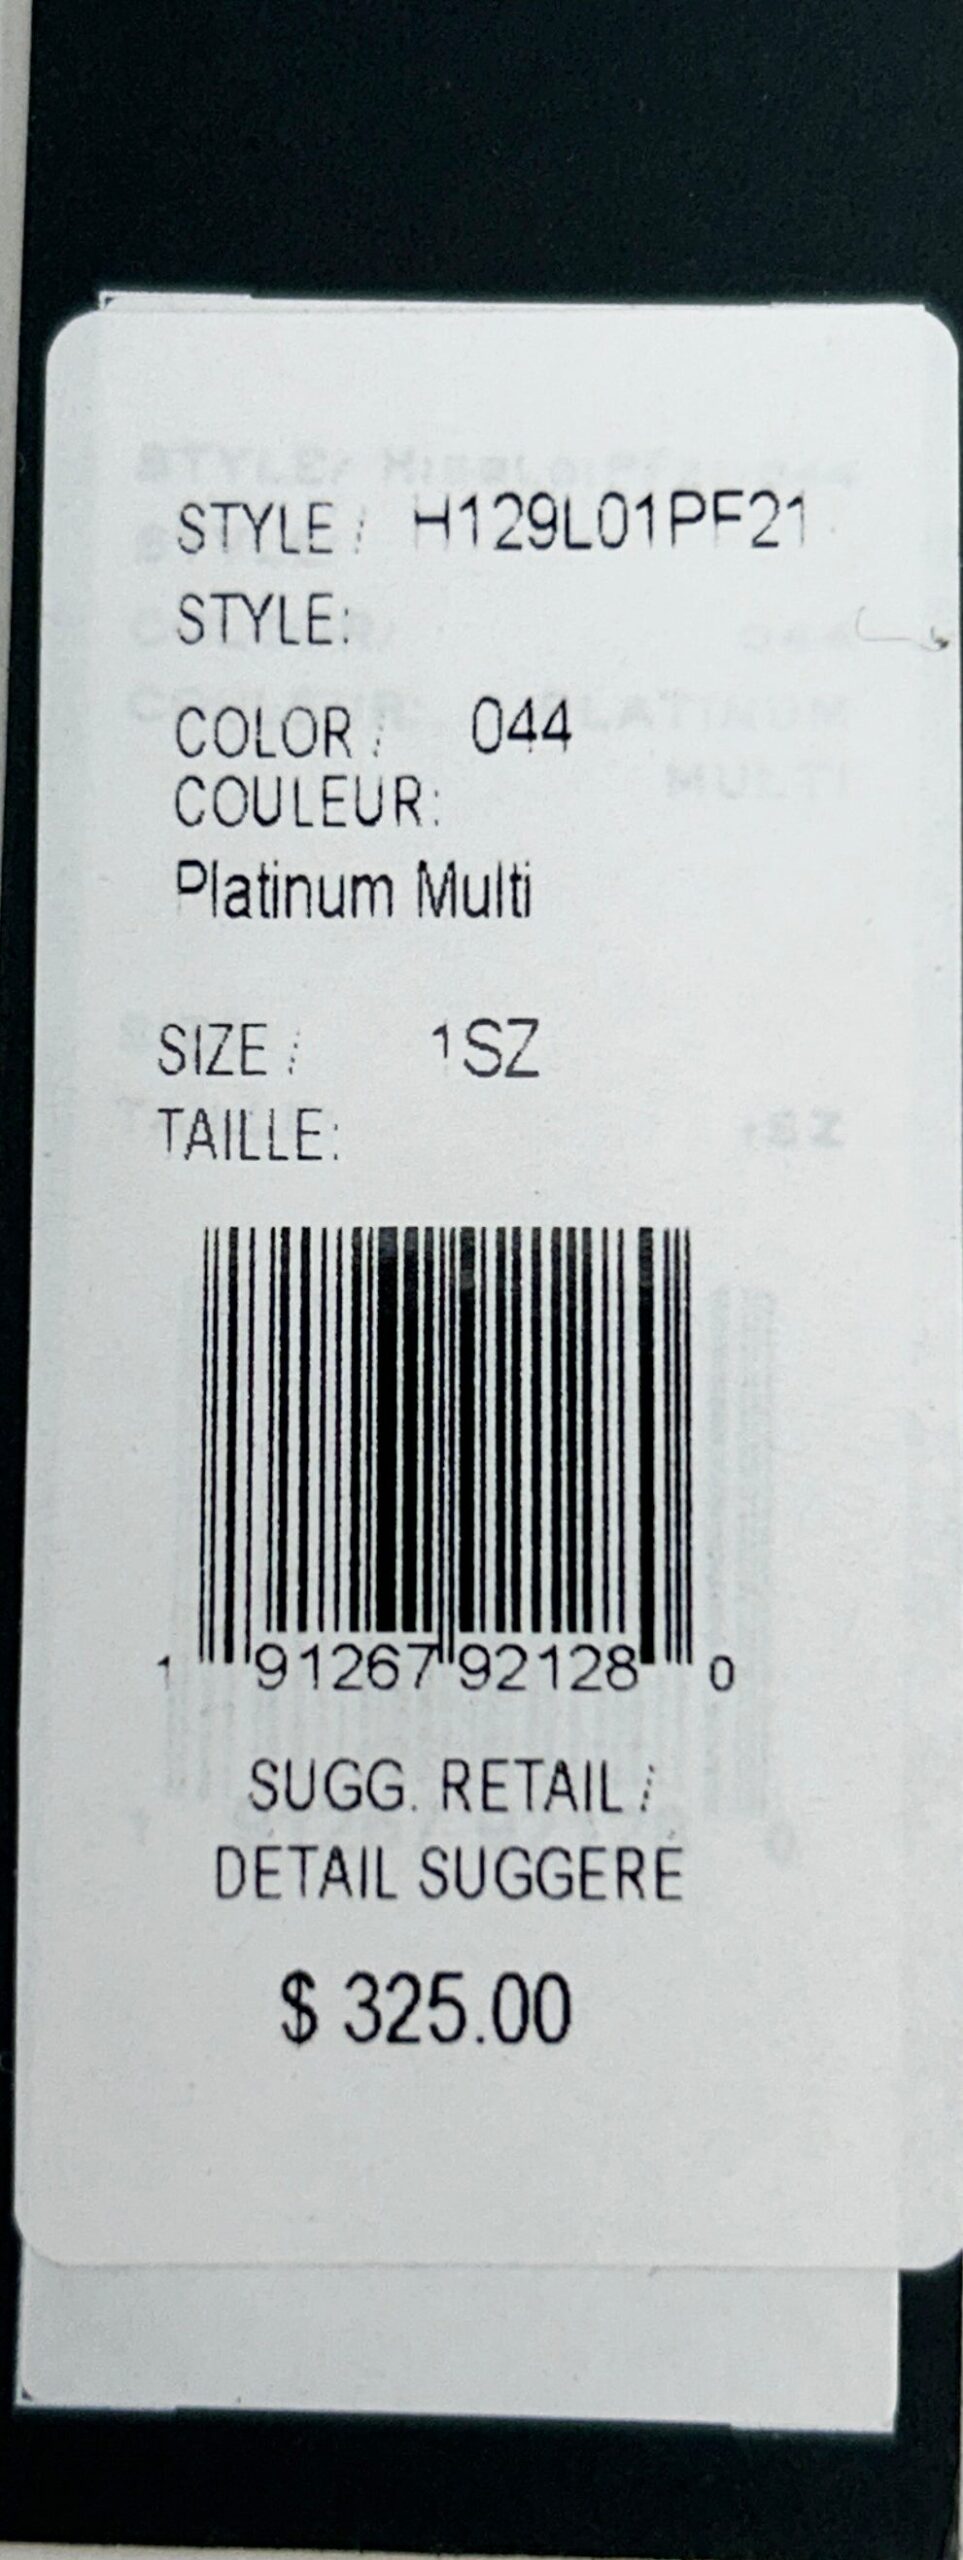 STYLE / H129L01PF21
STYLE:
COLOR / 044
COULEUR:
Platinum Multi
SIZE / 1SZ
TAILLE:
1 91267 92128 0
SUGG. RETAIL /
DETAIL SUGGERE
$ 325.00